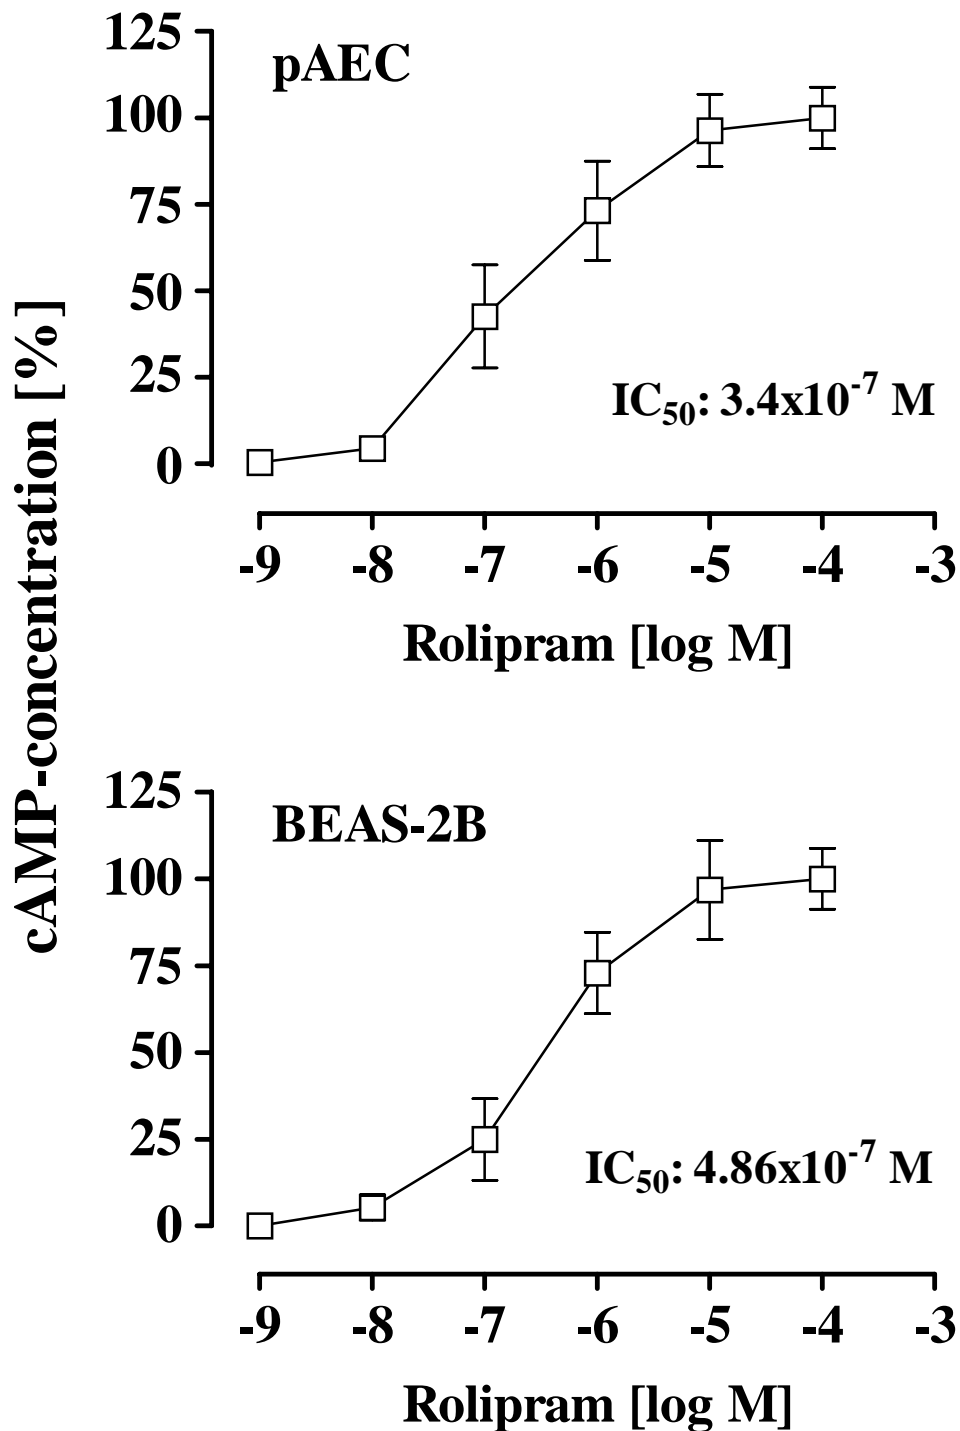 cAMP-concentration [%]
pAEC
125
100
75
50
25
0
IC₅₀: 3.4x10⁻⁷ M
-9 -8 -7 -6 -5 -4 -3
Rolipram [log M]
BEAS-2B
125
100
75
50
25
0
IC₅₀: 4.86x10⁻⁷ M
-9 -8 -7 -6 -5 -4 -3
Rolipram [log M]